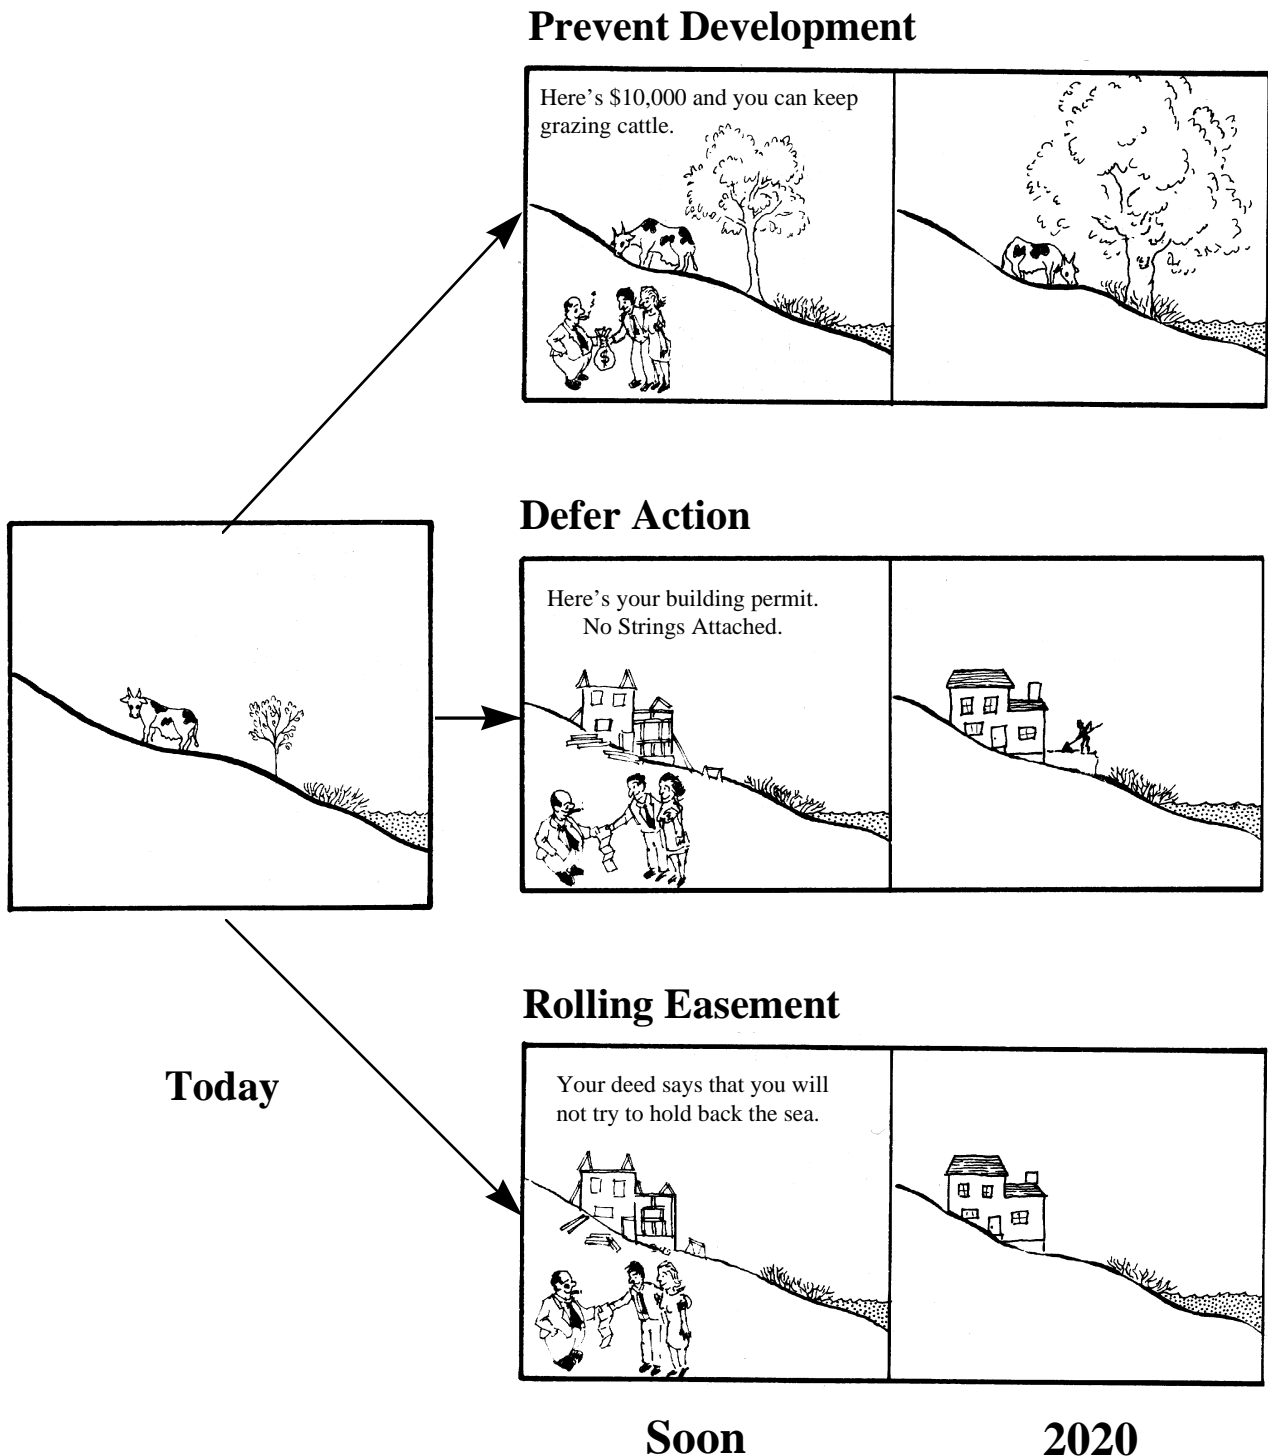 Prevent Development
Here's $10,000 and you can keep
grazing cattle.
$
Defer Action
Here's your building permit.
No Strings Attached.
Rolling Easement
Today
Your deed says that you will
not try to hold back the sea.
Soon
2020